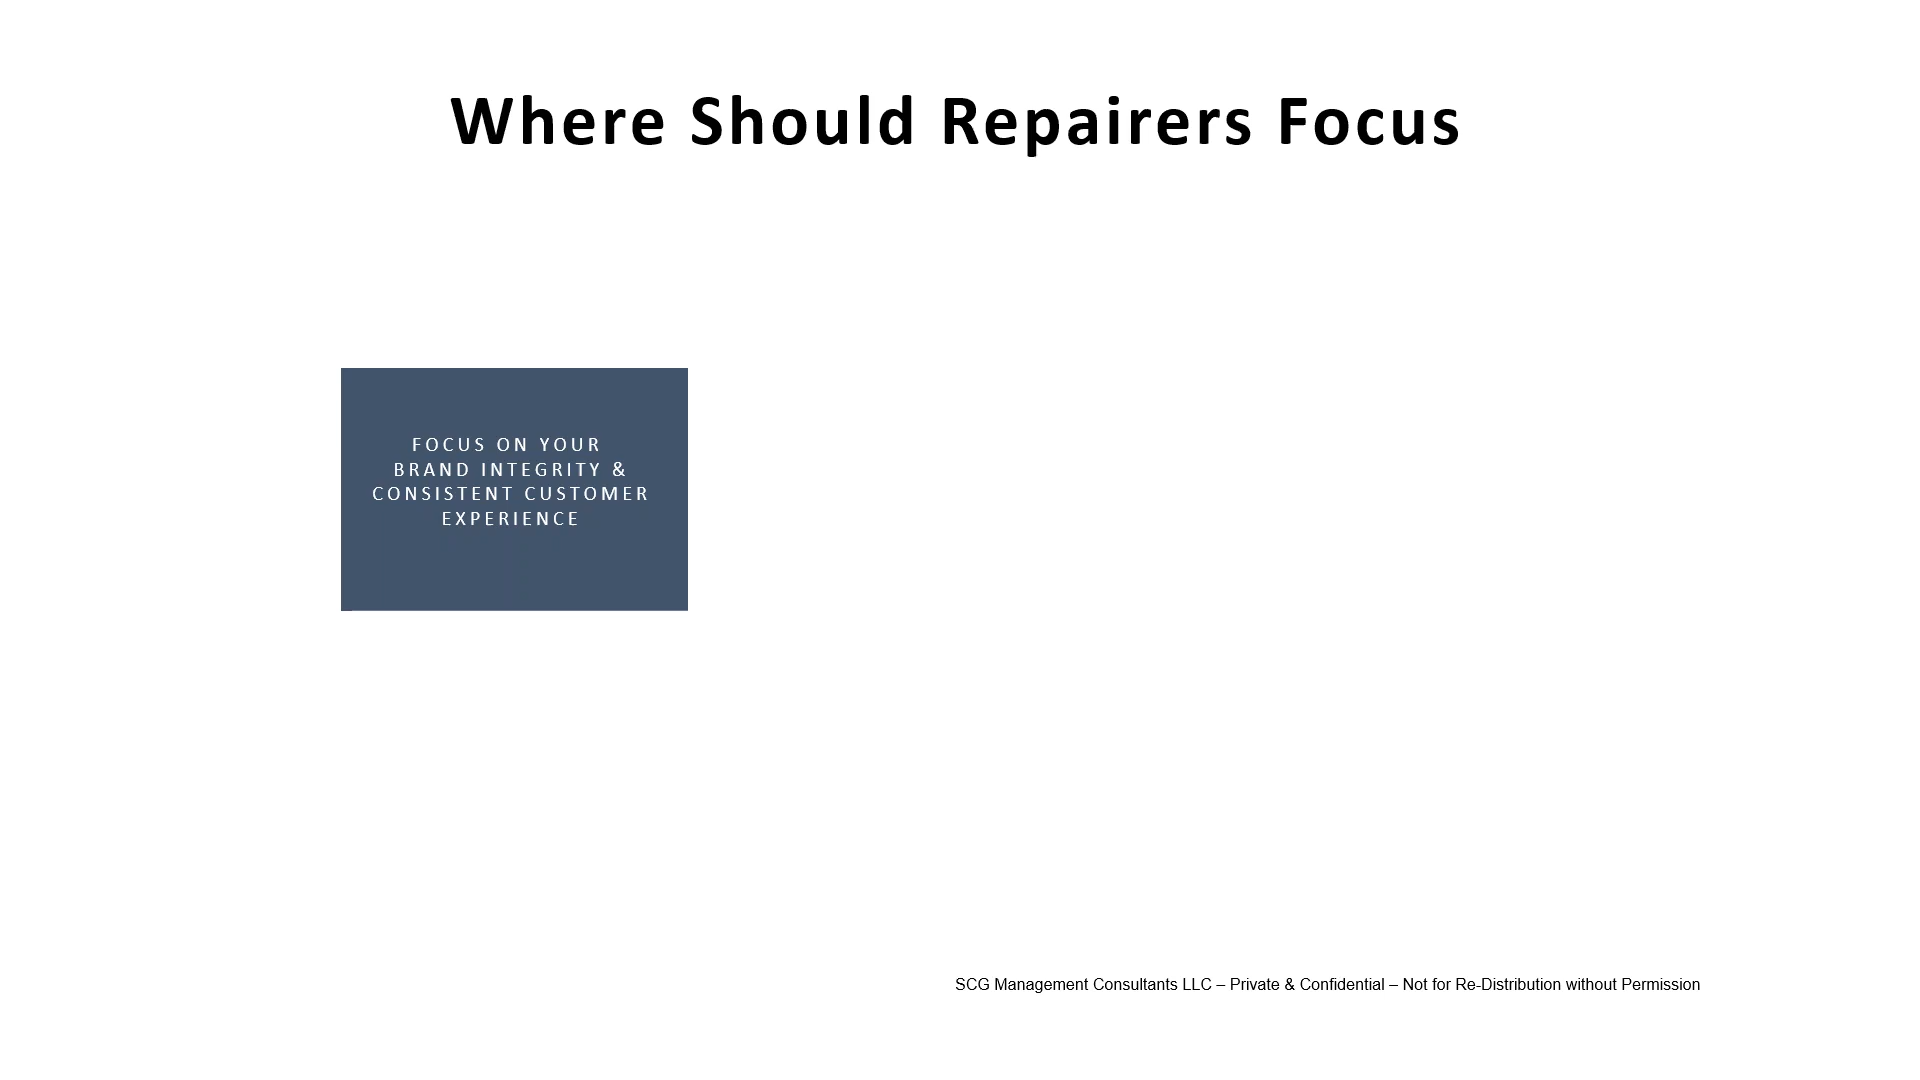 Where Should Repairers Focus
FOCUS ON YOUR
BRAND INTEGRITY &
CONSISTENT CUSTOMER
EXPERIENCE
SCG Management Consultants LLC – Private & Confidential – Not for Re-Distribution without Permission